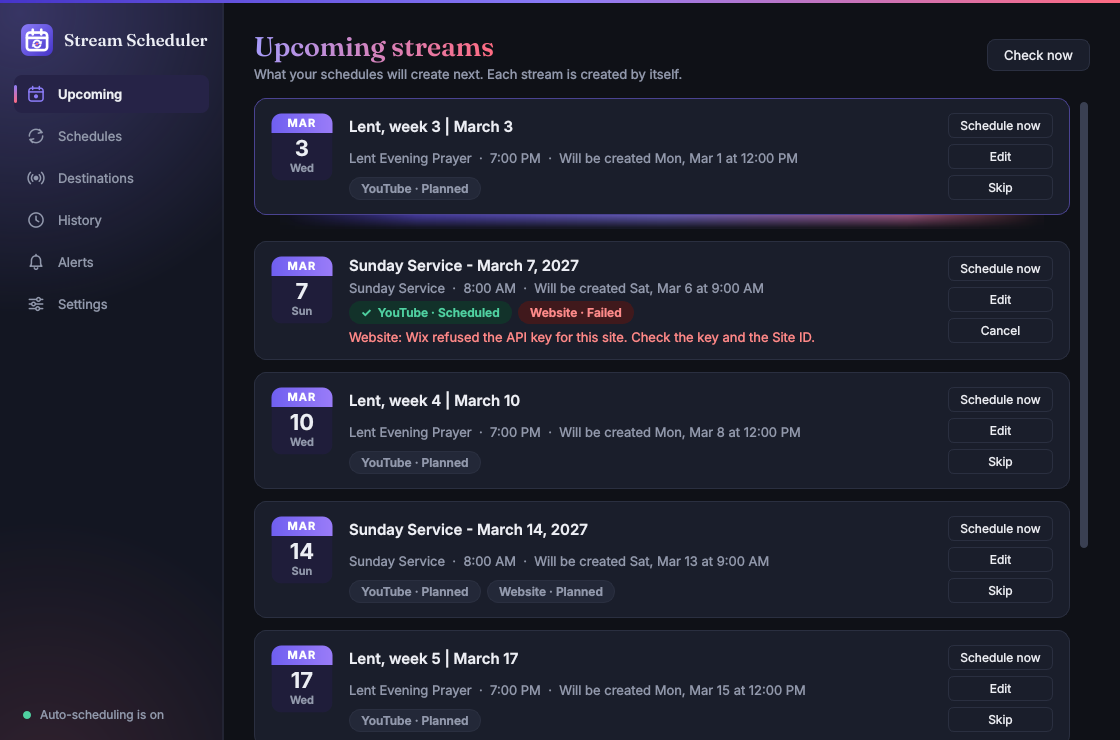 Stream Scheduler
Upcoming
Schedules
Destinations
History
Alerts
Settings
Auto-scheduling is on
Upcoming streams
What your schedules will create next. Each stream is created by itself.
Check now
MAR
3
Wed
Lent, week 3 | March 3
Lent Evening Prayer · 7:00 PM · Will be created Mon, Mar 1 at 12:00 PM
YouTube · Planned
Schedule now
Edit
Skip
MAR
7
Sun
Sunday Service - March 7, 2027
Sunday Service · 8:00 AM · Will be created Sat, Mar 6 at 9:00 AM
✓ YouTube · Scheduled Website · Failed
Website: Wix refused the API key for this site. Check the key and the Site ID.
Schedule now
Edit
Cancel
MAR
10
Wed
Lent, week 4 | March 10
Lent Evening Prayer · 7:00 PM · Will be created Mon, Mar 8 at 12:00 PM
YouTube · Planned
Schedule now
Edit
Skip
MAR
14
Sun
Sunday Service - March 14, 2027
Sunday Service · 8:00 AM · Will be created Sat, Mar 13 at 9:00 AM
YouTube · Planned Website · Planned
Schedule now
Edit
Skip
MAR
17
Wed
Lent, week 5 | March 17
Lent Evening Prayer · 7:00 PM · Will be created Mon, Mar 15 at 12:00 PM
YouTube · Planned
Schedule now
Edit
Skip